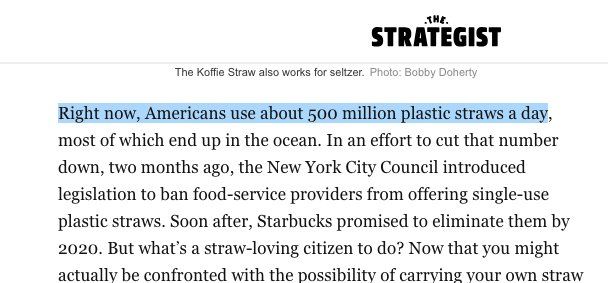 THE
STRATEGIST
The Koffie Straw also works for seltzer. Photo: Bobby Doherty
Right now, Americans use about 500 million plastic straws a day,
most of which end up in the ocean. In an effort to cut that number
down, two months ago, the New York City Council introduced
legislation to ban food-service providers from offering single-use
plastic straws. Soon after, Starbucks promised to eliminate them by
2020. But what’s a straw-loving citizen to do? Now that you might
actually be confronted with the possibility of carrying your own straw